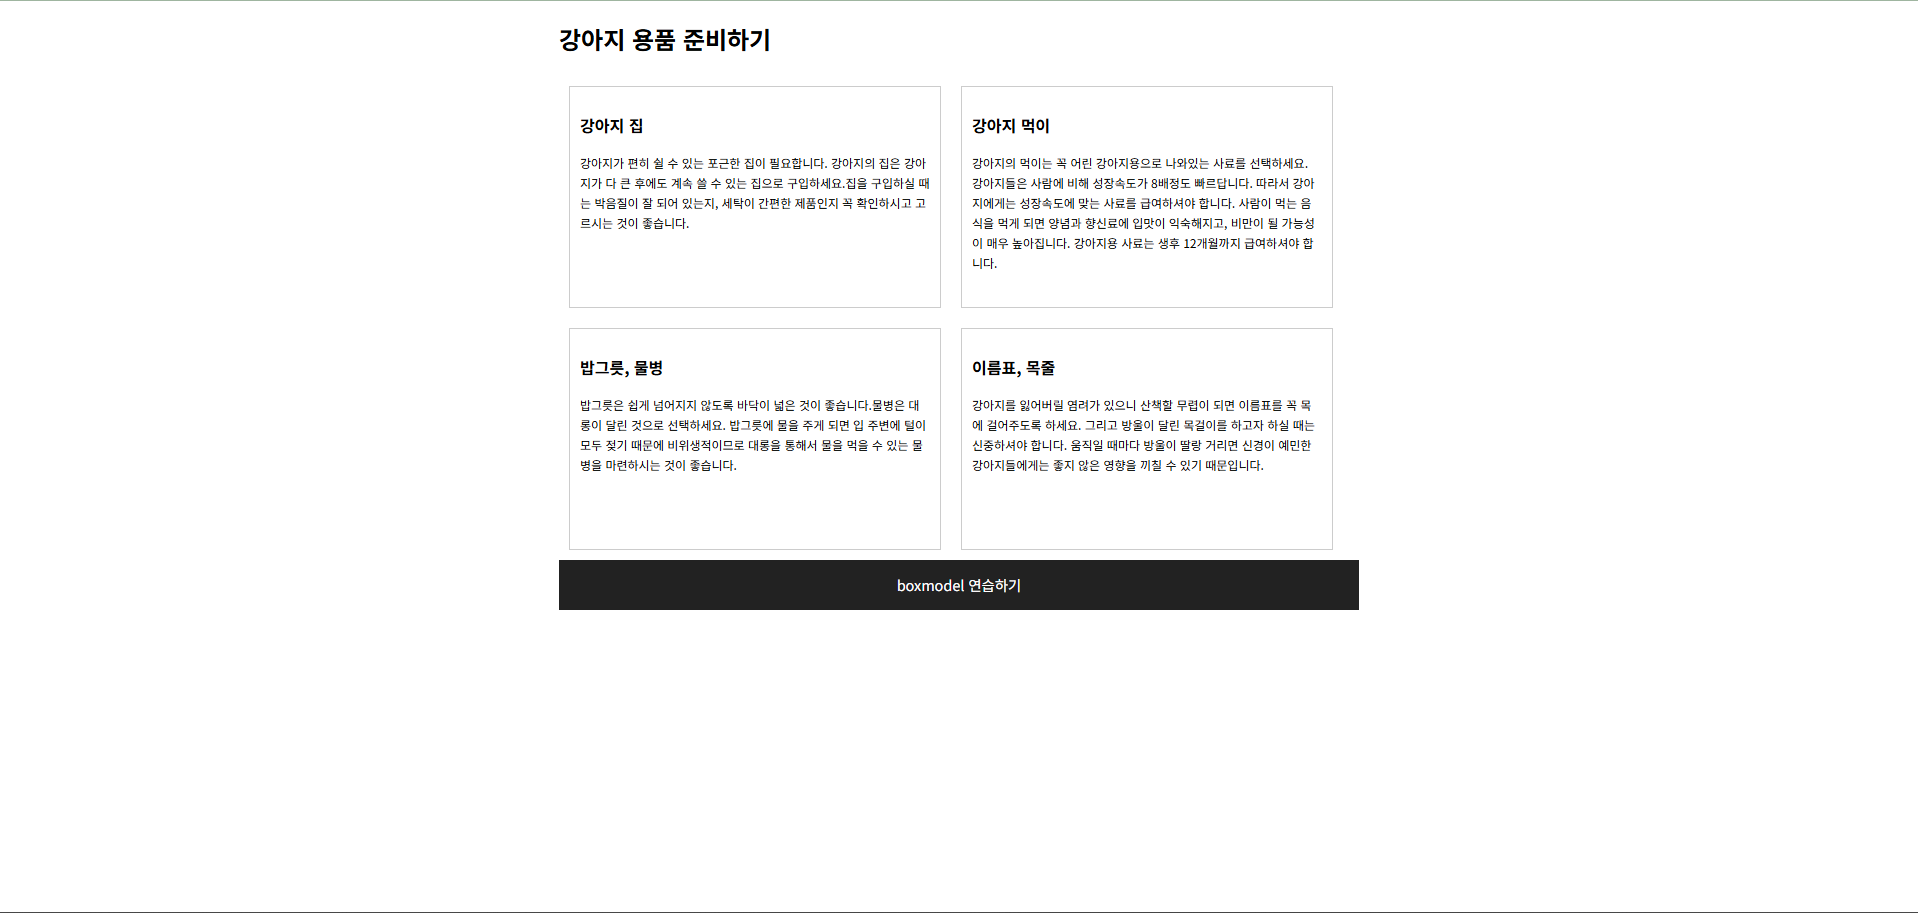 강아지 용품 준비하기
강아지 집
강아지가 편히 쉴 수 있는 포근한 집이 필요합니다. 강아지의 집은 강아
지가 다 큰 후에도 계속 쓸 수 있는 집으로 구입하세요.집을 구입하실 때
는 박음질이 잘 되어 있는지, 세탁이 간편한 제품인지 꼭 확인하시고 고
르시는 것이 좋습니다.
강아지 먹이
강아지의 먹이는 꼭 어린 강아지용으로 나와있는 사료를 선택하세요.
강아지들은 사람에 비해 성장속도가 8배정도 빠르답니다. 따라서 강아
지에게는 성장속도에 맞는 사료를 급여하셔야 합니다. 사람이 먹는 음
식을 먹게 되면 양념과 향신료에 입맛이 익숙해지고, 비만이 될 가능성
이 매우 높아집니다. 강아지용 사료는 생후 12개월까지 급여하셔야 합
니다.
밥그릇, 물병
밥그릇은 쉽게 넘어지지 않도록 바닥이 넓은 것이 좋습니다.물병은 대
롱이 달린 것으로 선택하세요. 밥그릇에 물을 주게 되면 입 주변에 털이
모두 젖기 때문에 비위생적이므로 대롱을 통해서 물을 먹을 수 있는 물
병을 마련하시는 것이 좋습니다.
이름표, 목줄
강아지를 잃어버릴 염려가 있으니 산책할 무렵이 되면 이름표를 꼭 목
에 걸어주도록 하세요. 그리고 방울이 달린 목걸이를 하고자 하실 때는
신중하셔야 합니다. 움직일 때마다 방울이 딸랑 거리면 신경이 예민한
강아지들에게는 좋지 않은 영향을 끼칠 수 있기 때문입니다.
boxmodel 연습하기